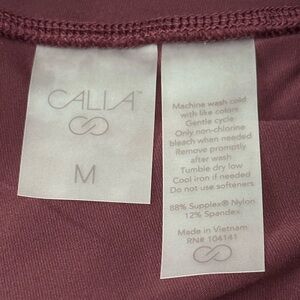 CALIA™
M
Machine wash cold
with like colors
Gentle cycle
Only non-chlorine
bleach when needed
Remove promptly
after wash
Tumble dry low
Cool iron if needed
Do not use softeners
88% Supplex® Nylon
12% Spandex
Made in Vietnam
RN# 104141